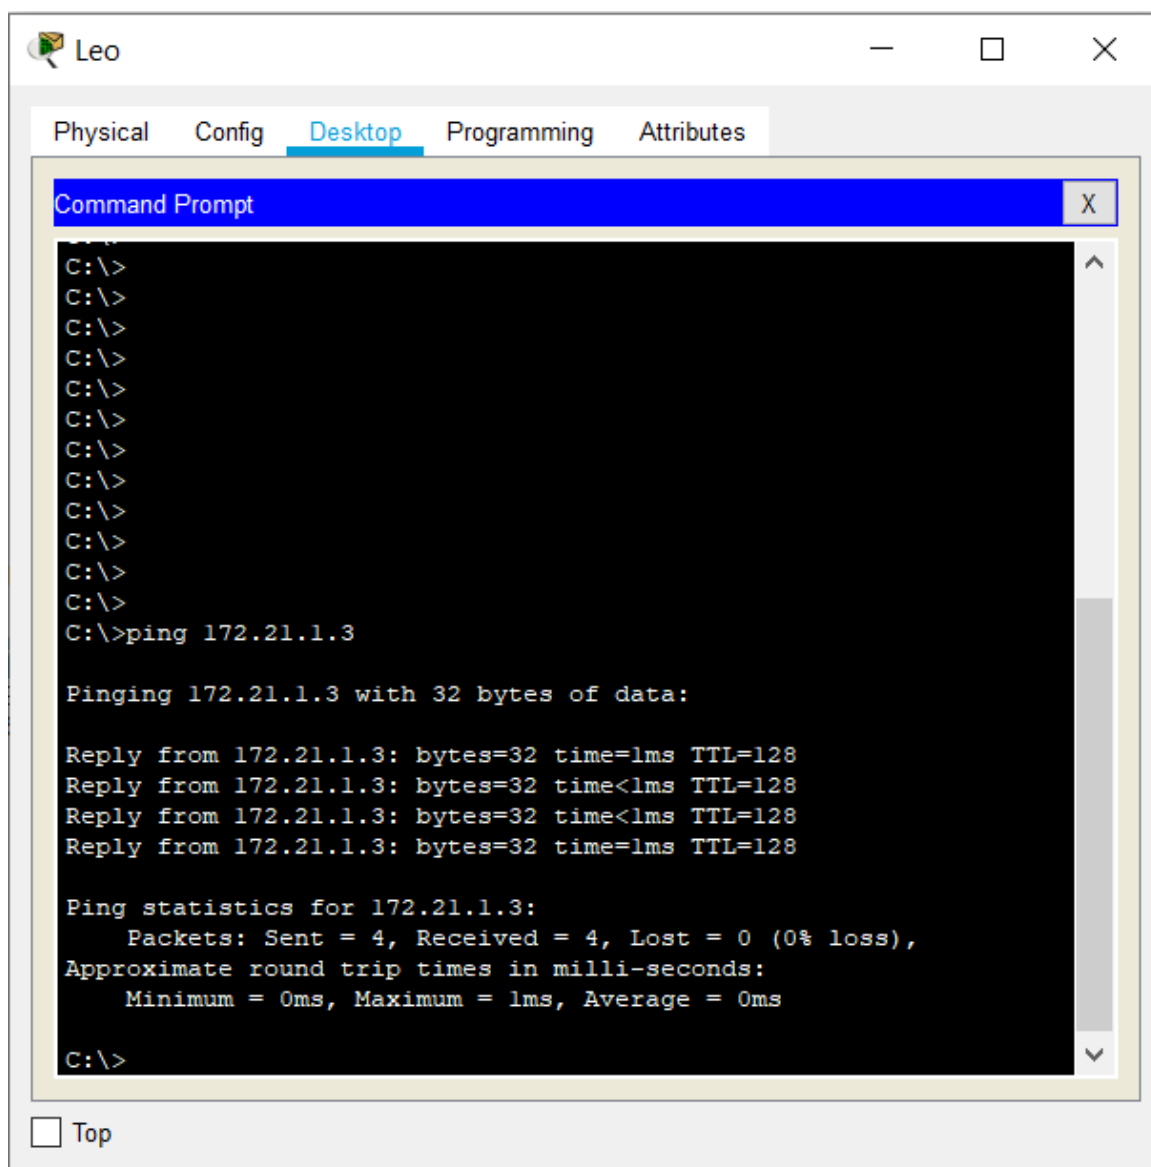 Leo
Physical Config Desktop Programming Attributes
Command Prompt X
C:\>
C:\>
C:\>
C:\>
C:\>
C:\>
C:\>
C:\>
C:\>
C:\>
C:\>
C:\>
C:\>ping 172.21.1.3
Pinging 172.21.1.3 with 32 bytes of data:
Reply from 172.21.1.3: bytes=32 time=1ms TTL=128
Reply from 172.21.1.3: bytes=32 time<1ms TTL=128
Reply from 172.21.1.3: bytes=32 time<1ms TTL=128
Reply from 172.21.1.3: bytes=32 time=1ms TTL=128
Ping statistics for 172.21.1.3:
    Packets: Sent = 4, Received = 4, Lost = 0 (0% loss),
Approximate round trip times in milli-seconds:
    Minimum = 0ms, Maximum = 1ms, Average = 0ms
C:\>
Top